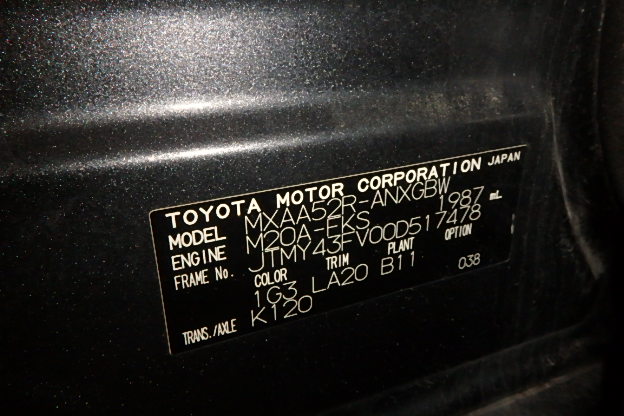 TOYOTA MOTOR CORPORATION JAPAN
MODEL MXAA52R-ANXGBW
ENGINE M20A-EKS 1987 mL
FRAME No. JTMY43FV00D517478
COLOR TRIM PLANT OPTION
1G3 LA20 B11 038
TRANS./AXLE K120